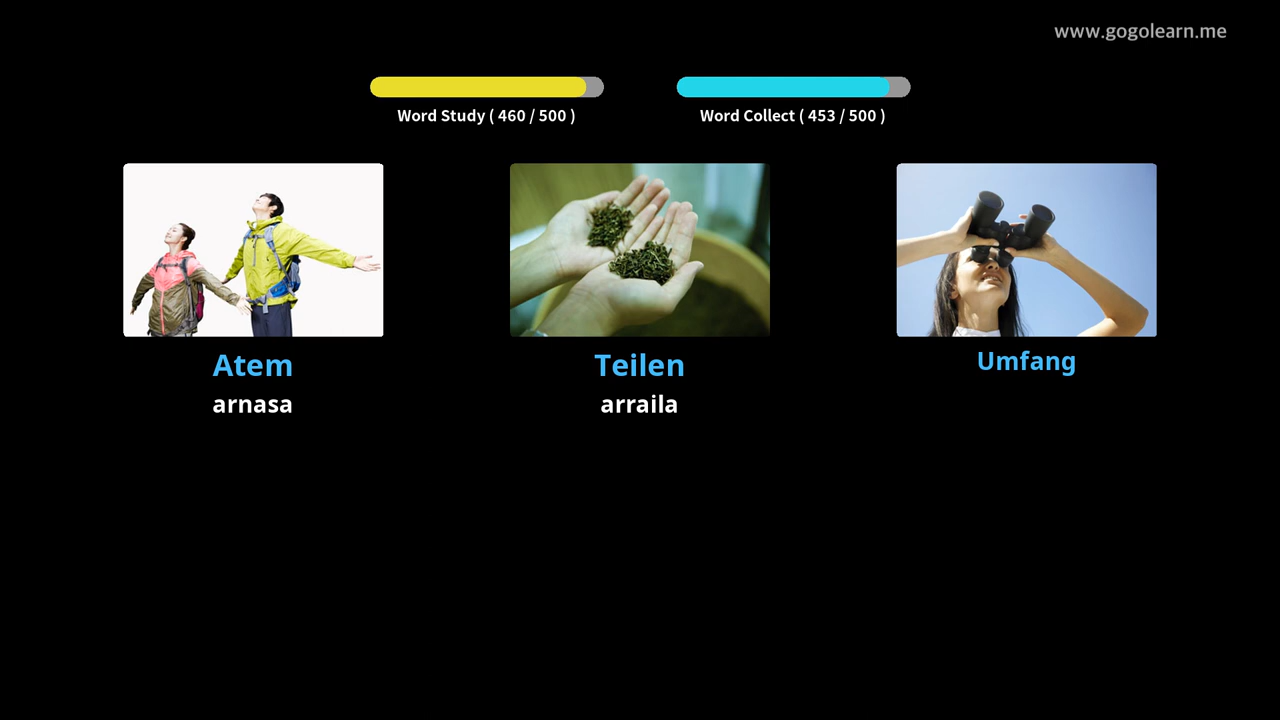 www.gogolearn.me
Word Study ( 460 / 500 )
Word Collect ( 453 / 500 )
Atem
arnasa
Teilen
arraila
Umfang